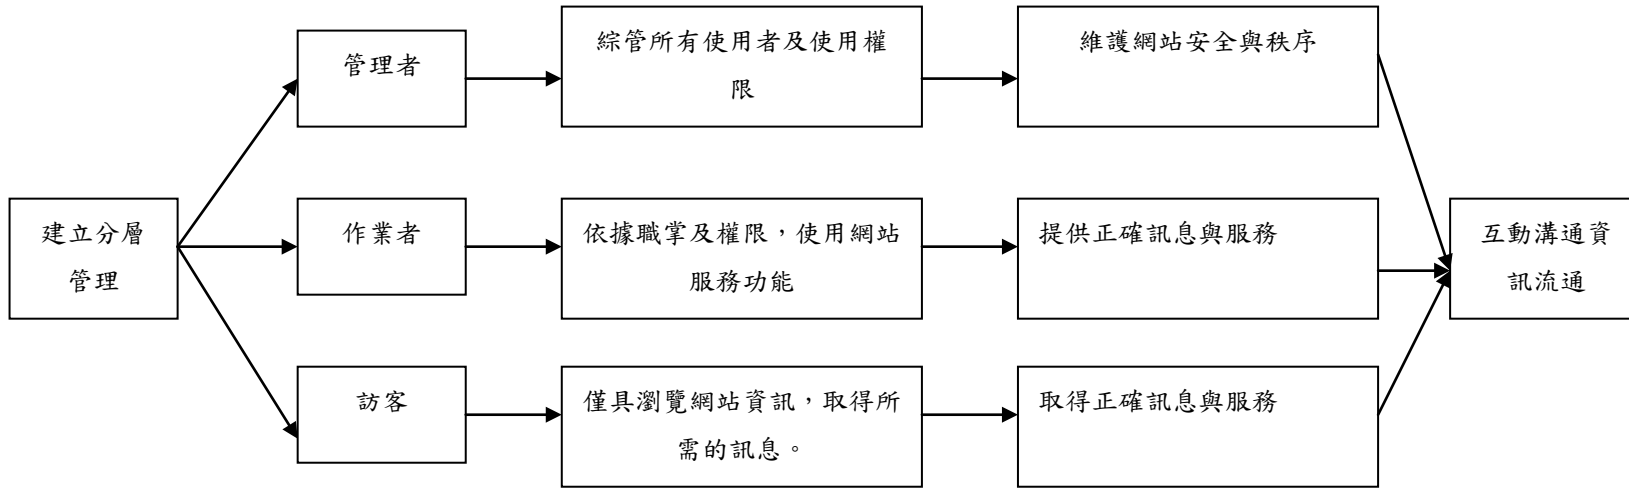 管理者
綜管所有使用者及使用權
限
維護網站安全與秩序
建立分層
管理
作業者
依據職掌及權限，使用網站
服務功能
提供正確訊息與服務
互動溝通資
訊流通
訪客
僅具瀏覽網站資訊，取得所
需的訊息。
取得正確訊息與服務